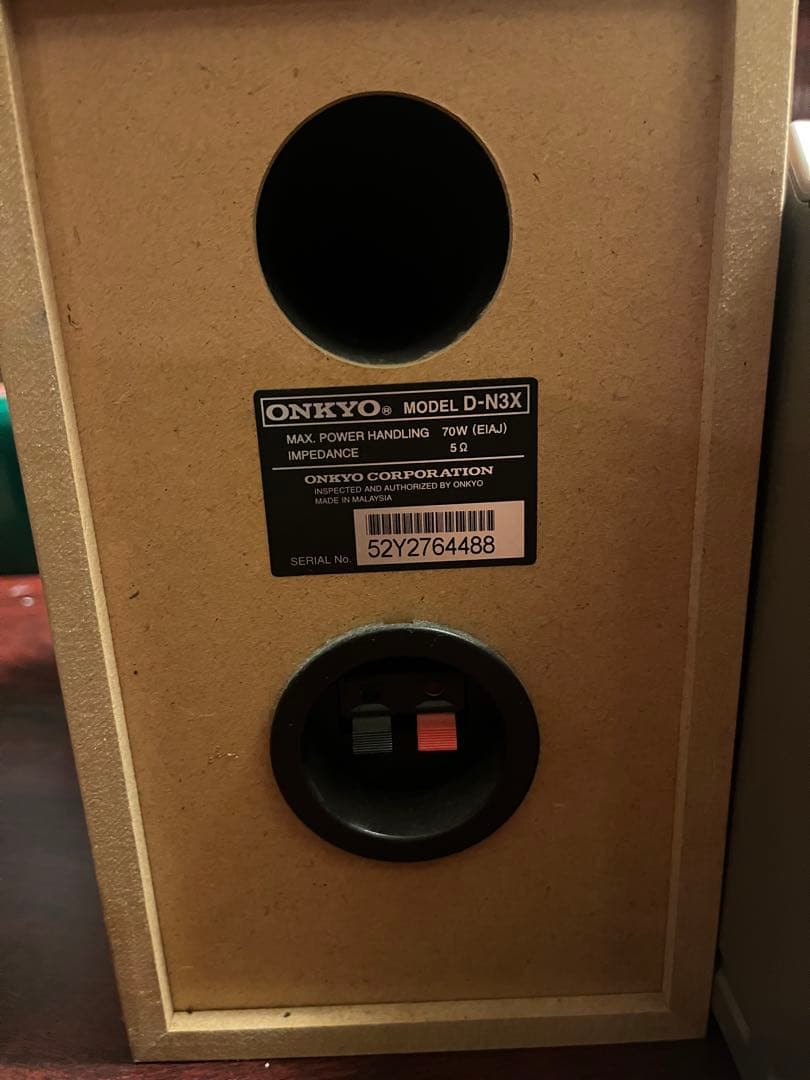 ONKYO® MODEL D-N3X
MAX. POWER HANDLING 70W (EIAJ)
IMPEDANCE 5Ω
ONKYO CORPORATION
INSPECTED AND AUTHORIZED BY ONKYO
MADE IN MALAYSIA
SERIAL No. 52Y2764488